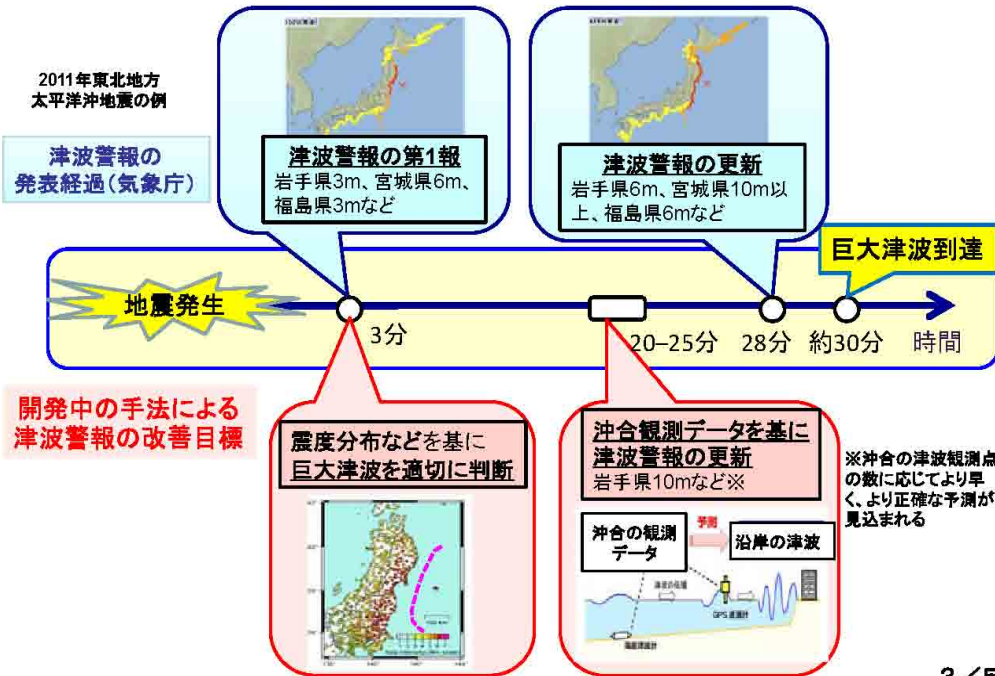 2011年東北地方
太平洋沖地震の例
津波警報の
発表経過(気象庁)
津波警報の第1報
岩手県3m、宮城県6m、
福島県3mなど
津波警報の更新
岩手県6m、宮城県10m以
上、福島県6mなど
巨大津波到達
地震発生
3分
20–25分
28分
約30分
時間
開発中の手法による
津波警報の改善目標
震度分布などを基に
巨大津波を適切に判断
沖合観測データを基に
津波警報の更新
岩手県10mなど※
※沖合の津波観測点
の数に応じてより早
く、より正確な予測が
見込まれる
沖合の観測
データ
予測
沿岸の津波
津波の伝播
GPS波浪計